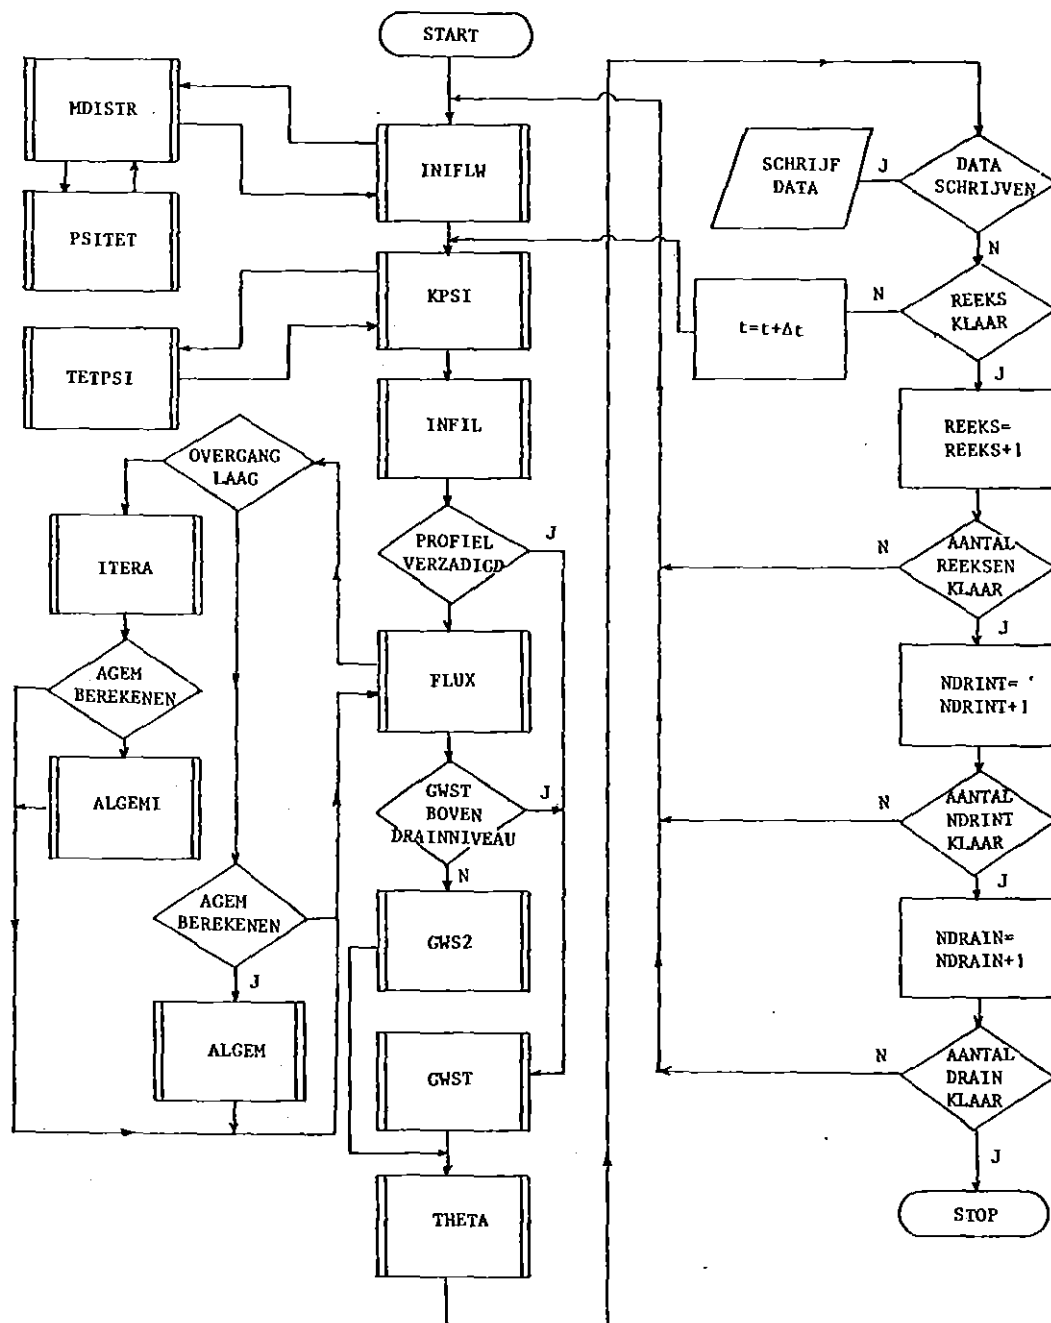 START
MDISTR
INIFLW
SCHRIJF
DATA
J
DATA
SCHRIJVEN
N
PSITET
KPSI
t=t+Δt
N
REEKS
KLAAR
J
TETPSI
INFIL
REEKS=
REEKS+1
OVERGANG
LAAG
PROFIEL
VERZADIGD
J
N
AANTAL
REEKSEN
KLAAR
J
ITERA
AGEM
BEREKENEN
FLUX
NDRINT=
NDRINT+1
ALGEM1
GWST
BOVEN
DRAINNIVEAU
J
N
N
AANTAL
NDRINT
KLAAR
J
AGEM
BEREKENEN
J
GWS2
NDRAIN=
NDRAIN+1
ALGEM
GWST
N
AANTAL
DRAIN
KLAAR
J
THETA
STOP